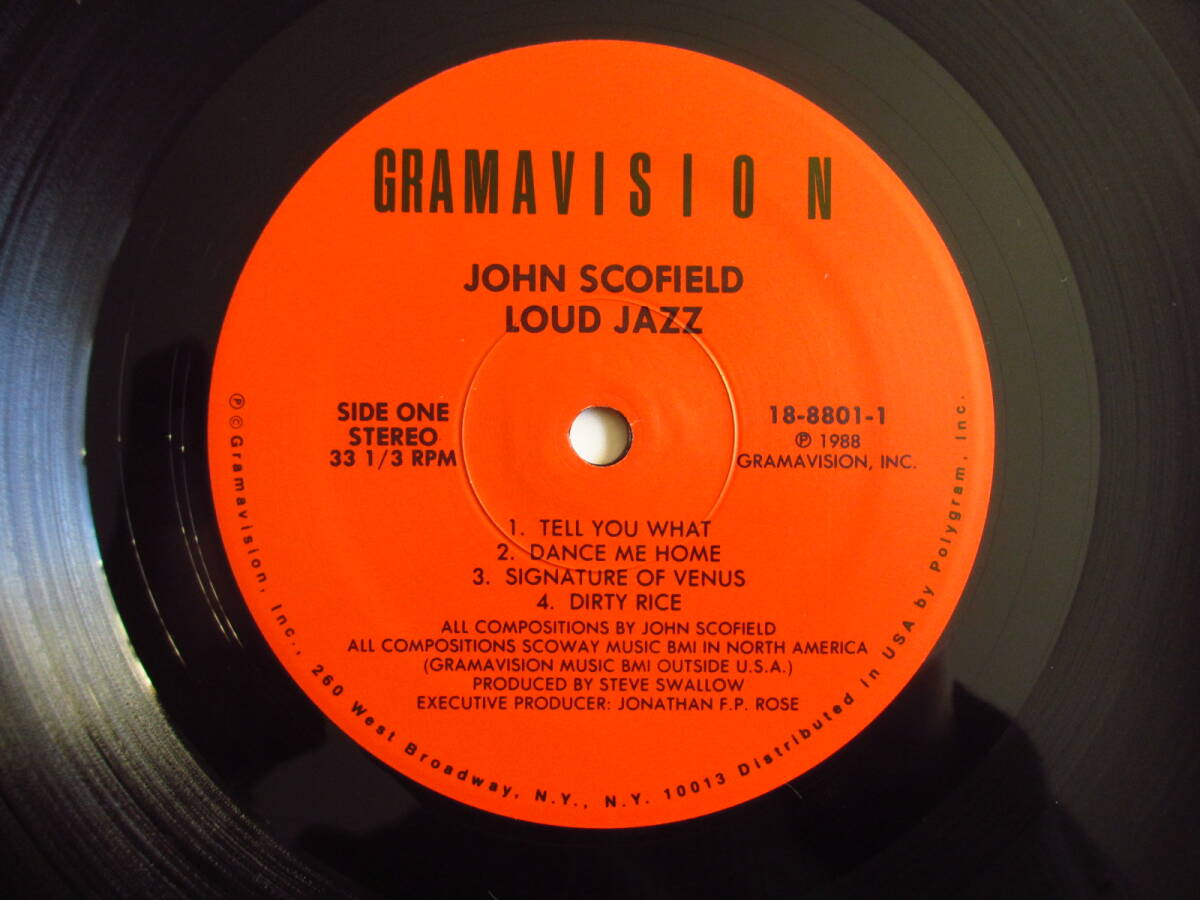 GRAMAVISION
JOHN SCOFIELD
LOUD JAZZ
SIDE ONE
STEREO
33 1/3 RPM
18-8801-1
℗ 1988
GRAMAVISION, INC.
1. TELL YOU WHAT
2. DANCE ME HOME
3. SIGNATURE OF VENUS
4. DIRTY RICE
ALL COMPOSITIONS BY JOHN SCOFIELD
ALL COMPOSITIONS SCOWAY MUSIC BMI IN NORTH AMERICA
(GRAMAVISION MUSIC BMI OUTSIDE U.S.A.)
PRODUCED BY STEVE SWALLOW
EXECUTIVE PRODUCER: JONATHAN F.P. ROSE
℗ © Gramavision, Inc., 260 West Broadway, N.Y., N.Y. 10013 Distributed in USA by Polygram, Inc.